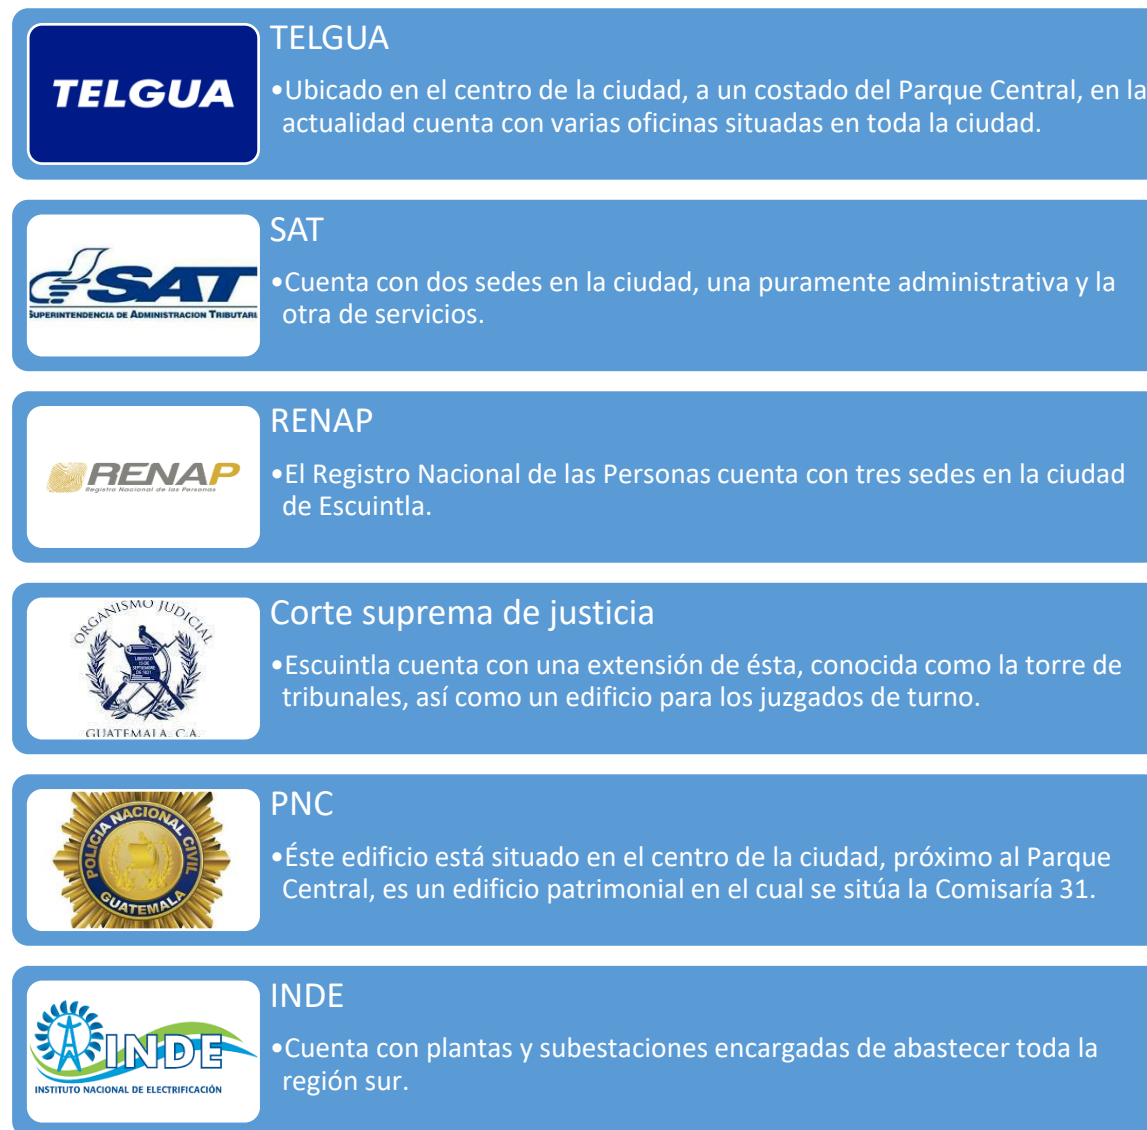 TELGUA
TELGUA
•Ubicado en el centro de la ciudad, a un costado del Parque Central, en la
actualidad cuenta con varias oficinas situadas en toda la ciudad.
SAT
SAT
SUPERINTENDENCIA DE ADMINISTRACION TRIBUTARI
•Cuenta con dos sedes en la ciudad, una puramente administrativa y la
otra de servicios.
RENAP
RENAP
Registro Nacional de las Personas
•El Registro Nacional de las Personas cuenta con tres sedes en la ciudad
de Escuintla.
ORGANISMO JUDICIAL
LIBERTAD
15 DE
SEPTIEMBRE
DE 1821
GUATEMALA, C.A.
Corte suprema de justicia
•Escuintla cuenta con una extensión de ésta, conocida como la torre de
tribunales, así como un edificio para los juzgados de turno.
POLICIA NACIONAL CIVIL
GUATEMALA
PNC
•Éste edificio está situado en el centro de la ciudad, próximo al Parque
Central, es un edificio patrimonial en el cual se sitúa la Comisaría 31.
INDE
INSTITUTO NACIONAL DE ELECTRIFICACIÓN
INDE
•Cuenta con plantas y subestaciones encargadas de abastecer toda la
región sur.